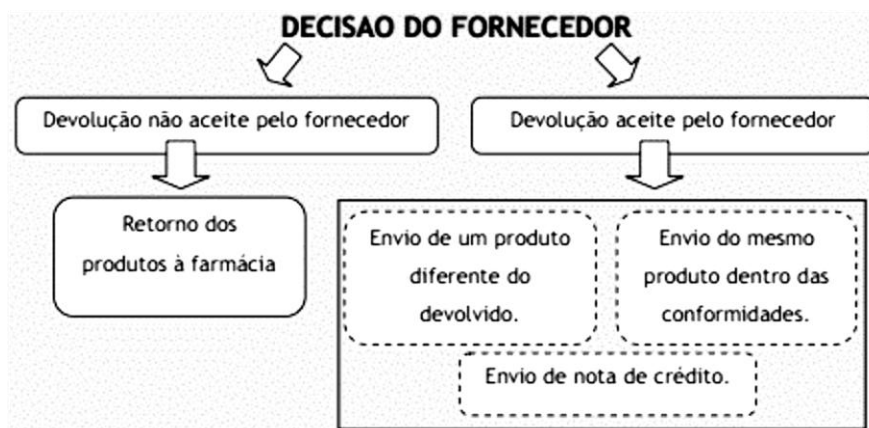 DECISAO DO FORNECEDOR
Devolução não aceite pelo fornecedor
Devolução aceite pelo fornecedor
Retorno dos
produtos à farmácia
Envio de um produto
diferente do
devolvido.
Envio do mesmo
produto dentro das
conformidades.
Envio de nota de crédito.